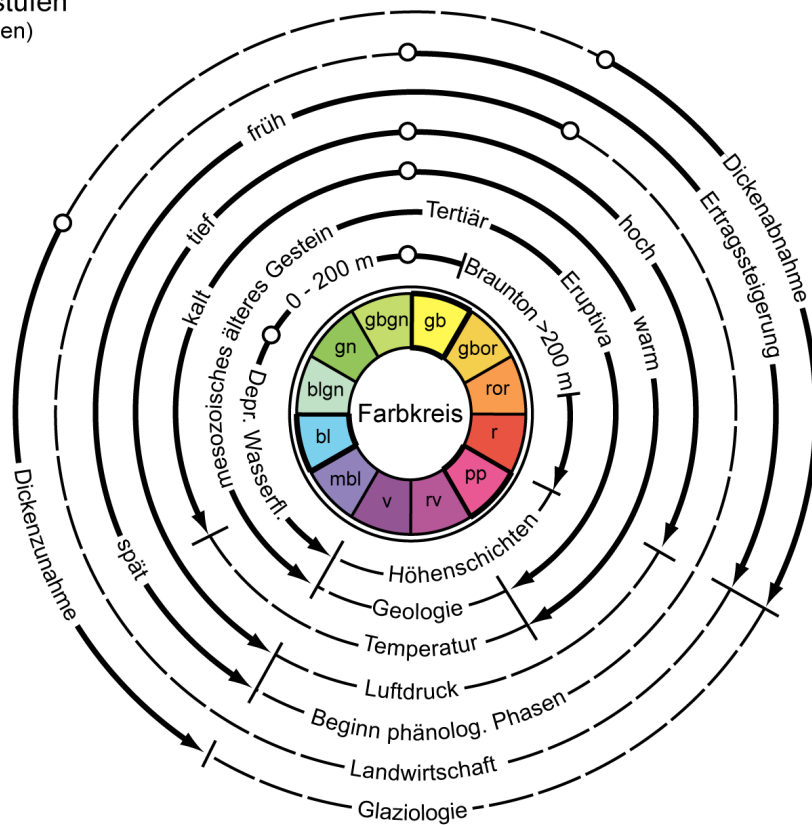 stufen
en)
früh
spät
tief
hoch
kalt
warm
Dickenabnahme
Ertragssteigerung
Dickenzunahme
mesozoisches älteres Gestein
Tertiär
Eruptiva
0 - 200 m
Braunton >200 m
Depr. Wasserfl.
gbgn
gb
gn
gbor
blgn
ror
Farbkreis
bl
r
mbl
pp
v
rv
Höhenschichten
Geologie
Temperatur
Luftdruck
Beginn phänolog. Phasen
Landwirtschaft
Glaziologie